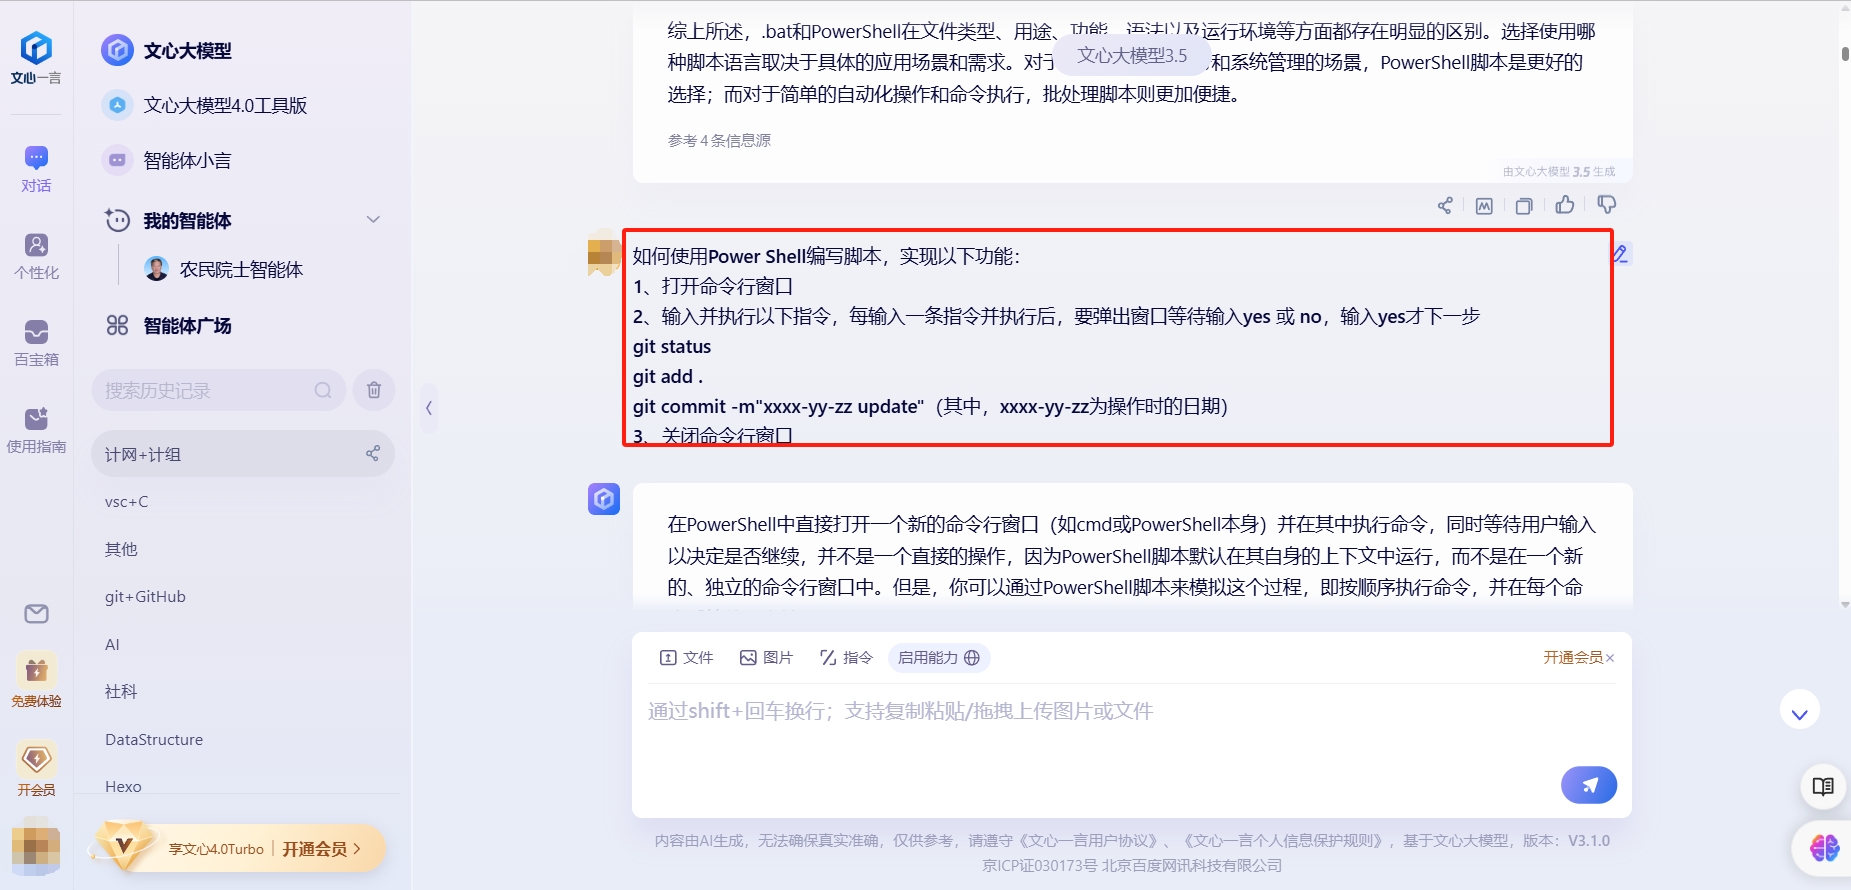 文心一言
对话
个性化
百宝箱
使用指南
免费体验
开会员
文心大模型
文心大模型4.0工具版
智能体小言
我的智能体
农民院士智能体
智能体广场
搜索历史记录
计网+计组
vsc+C
其他
git+GitHub
AI
社科
DataStructure
Hexo
享文心4.0Turbo | 开通会员 >
文心大模型3.5
综上所述，.bat和PowerShell在文件类型、用途、功能、语法以及运行环境等方面都存在明显的区别。选择使用哪
种脚本语言取决于具体的应用场景和需求。对于 和系统管理的场景，PowerShell脚本是更好的
选择；而对于简单的自动化操作和命令执行，批处理脚本则更加便捷。
参考 4 条信息源
由文心大模型 3.5 生成
如何使用Power Shell编写脚本，实现以下功能：
1、打开命令行窗口
2、输入并执行以下指令，每输入一条指令并执行后，要弹出窗口等待输入yes 或 no，输入yes才下一步
git status
git add .
git commit -m"xxxx-yy-zz update"（其中，xxxx-yy-zz为操作时的日期）
3、关闭命令行窗口
在PowerShell中直接打开一个新的命令行窗口（如cmd或PowerShell本身）并在其中执行命令，同时等待用户输入
以决定是否继续，并不是一个直接的操作，因为PowerShell脚本默认在其自身的上下文中运行，而不是在一个新
的、独立的命令行窗口中。但是，你可以通过PowerShell脚本来模拟这个过程，即按顺序执行命令，并在每个命
文件 图片 指令 启用能力 开通会员×
通过shift+回车换行；支持复制粘贴/拖拽上传图片或文件
内容由AI生成，无法确保真实准确，仅供参考，请遵守《文心一言用户协议》、《文心一言个人信息保护规则》，基于文心大模型，版本：V3.1.0
京ICP证030173号 北京百度网讯科技有限公司